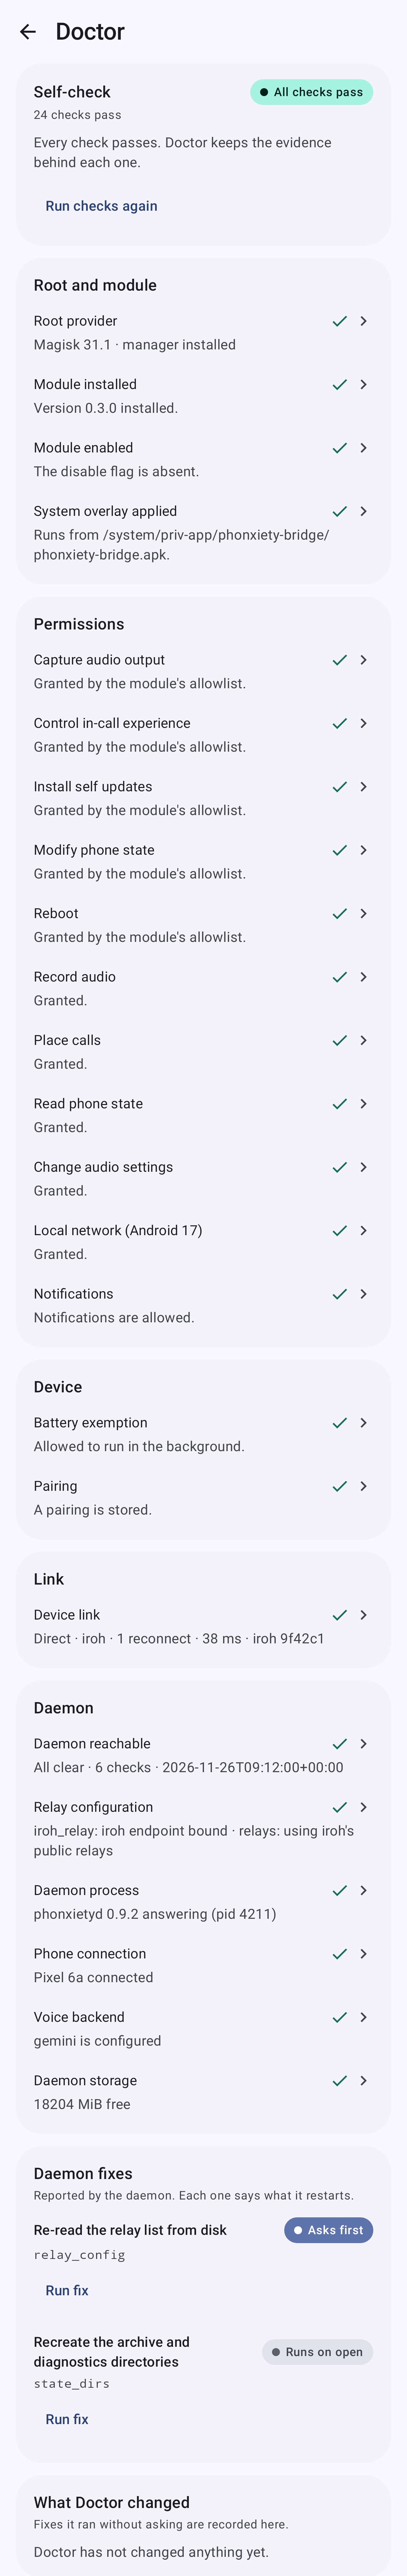 Doctor
Self-check
All checks pass
24 checks pass
Every check passes. Doctor keeps the evidence
behind each one.
Run checks again
Root and module
Root provider
Magisk 31.1 · manager installed
Module installed
Version 0.3.0 installed.
Module enabled
The disable flag is absent.
System overlay applied
Runs from /system/priv-app/phonxiety-bridge/
phonxiety-bridge.apk.
Permissions
Capture audio output
Granted by the module's allowlist.
Control in-call experience
Granted by the module's allowlist.
Install self updates
Granted by the module's allowlist.
Modify phone state
Granted by the module's allowlist.
Reboot
Granted by the module's allowlist.
Record audio
Granted.
Place calls
Granted.
Read phone state
Granted.
Change audio settings
Granted.
Local network (Android 17)
Granted.
Notifications
Notifications are allowed.
Device
Battery exemption
Allowed to run in the background.
Pairing
A pairing is stored.
Link
Device link
Direct · iroh · 1 reconnect · 38 ms · iroh 9f42c1
Daemon
Daemon reachable
All clear · 6 checks · 2026-11-26T09:12:00+00:00
Relay configuration
iroh_relay: iroh endpoint bound · relays: using iroh's
public relays
Daemon process
phonxietyd 0.9.2 answering (pid 4211)
Phone connection
Pixel 6a connected
Voice backend
gemini is configured
Daemon storage
18204 MiB free
Daemon fixes
Reported by the daemon. Each one says what it restarts.
Re-read the relay list from disk
Asks first
relay_config
Run fix
Recreate the archive and
diagnostics directories
Runs on open
state_dirs
Run fix
What Doctor changed
Fixes it ran without asking are recorded here.
Doctor has not changed anything yet.